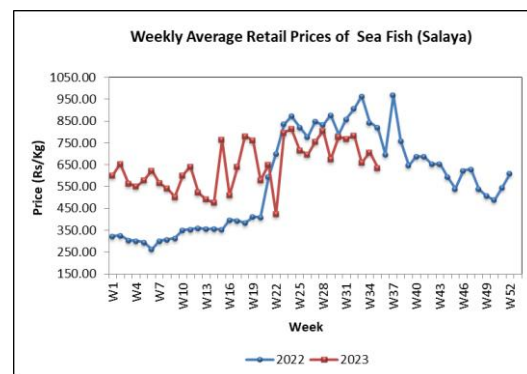 Weekly Average Retail Prices of  Sea Fish (Salaya)
Price (Rs/Kg)
1050.00
950.00
850.00
750.00
650.00
550.00
450.00
350.00
250.00
150.00
W1
W4
W7
W10
W13
W16
W19
W22
W25
W28
W31
W34
W37
W40
W43
W46
W49
W52
Week
2022
2023